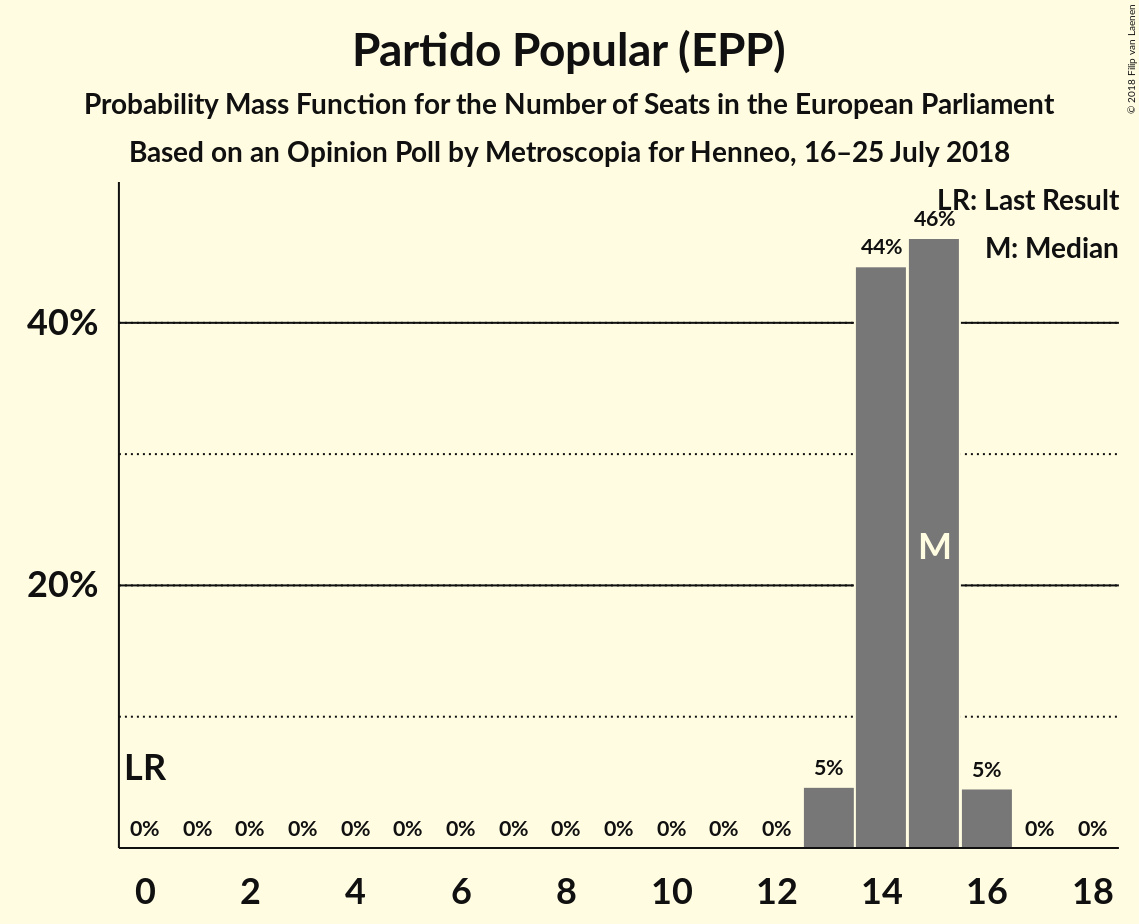 Partido Popular (EPP)
Probability Mass Function for the Number of Seats in the European Parliament
Based on an Opinion Poll by Metroscopia for Henneo, 16–25 July 2018
© 2018 Filip van Laenen
LR: Last Result
M: Median
40%
20%
LR
M
0% 0% 0% 0% 0% 0% 0% 0% 0% 0% 0% 0% 0% 5% 44% 46% 5% 0% 0%
0 2 4 6 8 10 12 14 16 18